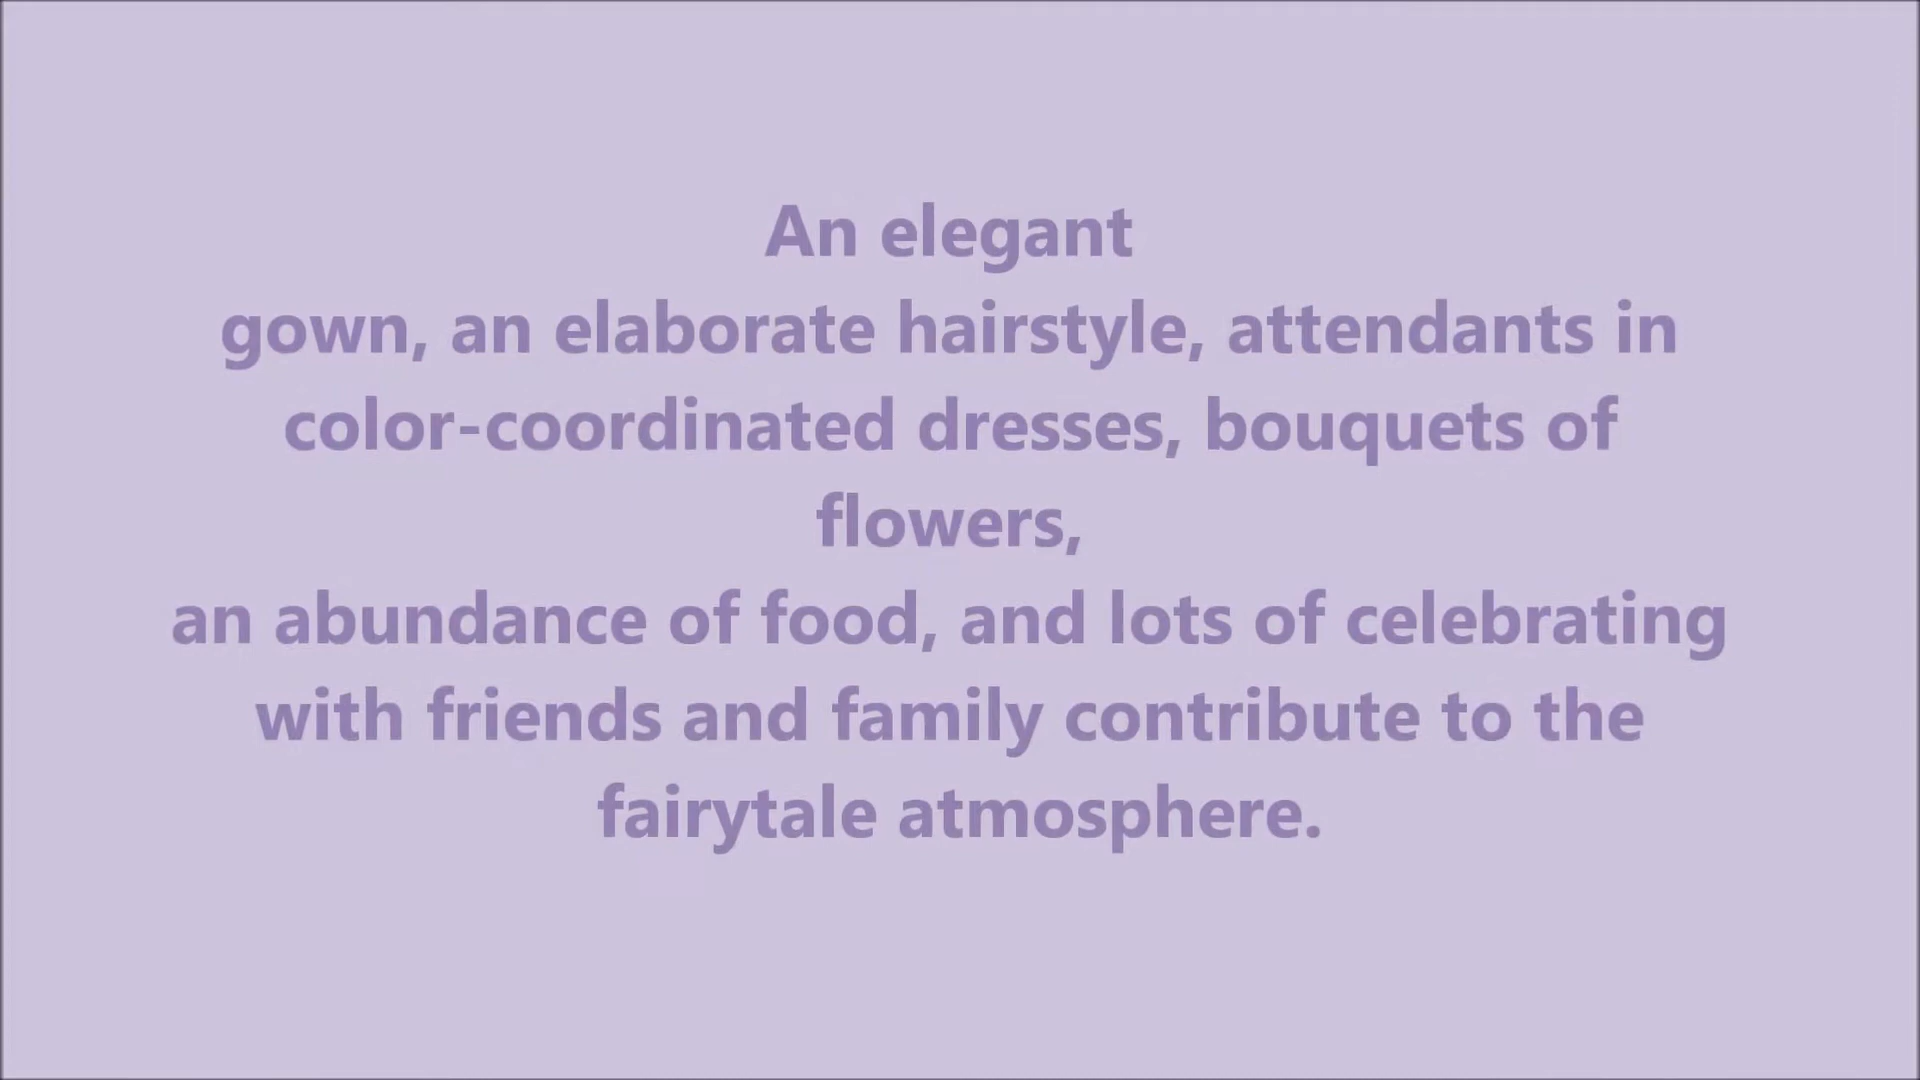 An elegant
gown, an elaborate hairstyle, attendants in
color-coordinated dresses, bouquets of
flowers,
an abundance of food, and lots of celebrating
with friends and family contribute to the
fairytale atmosphere.